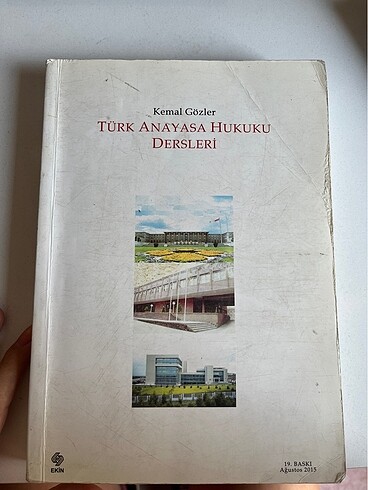 Kemal Gözler
TÜRK ANAYASA HUKUKU
DERSLERİ
EKİN
19. BASKI
Ağustos 2015